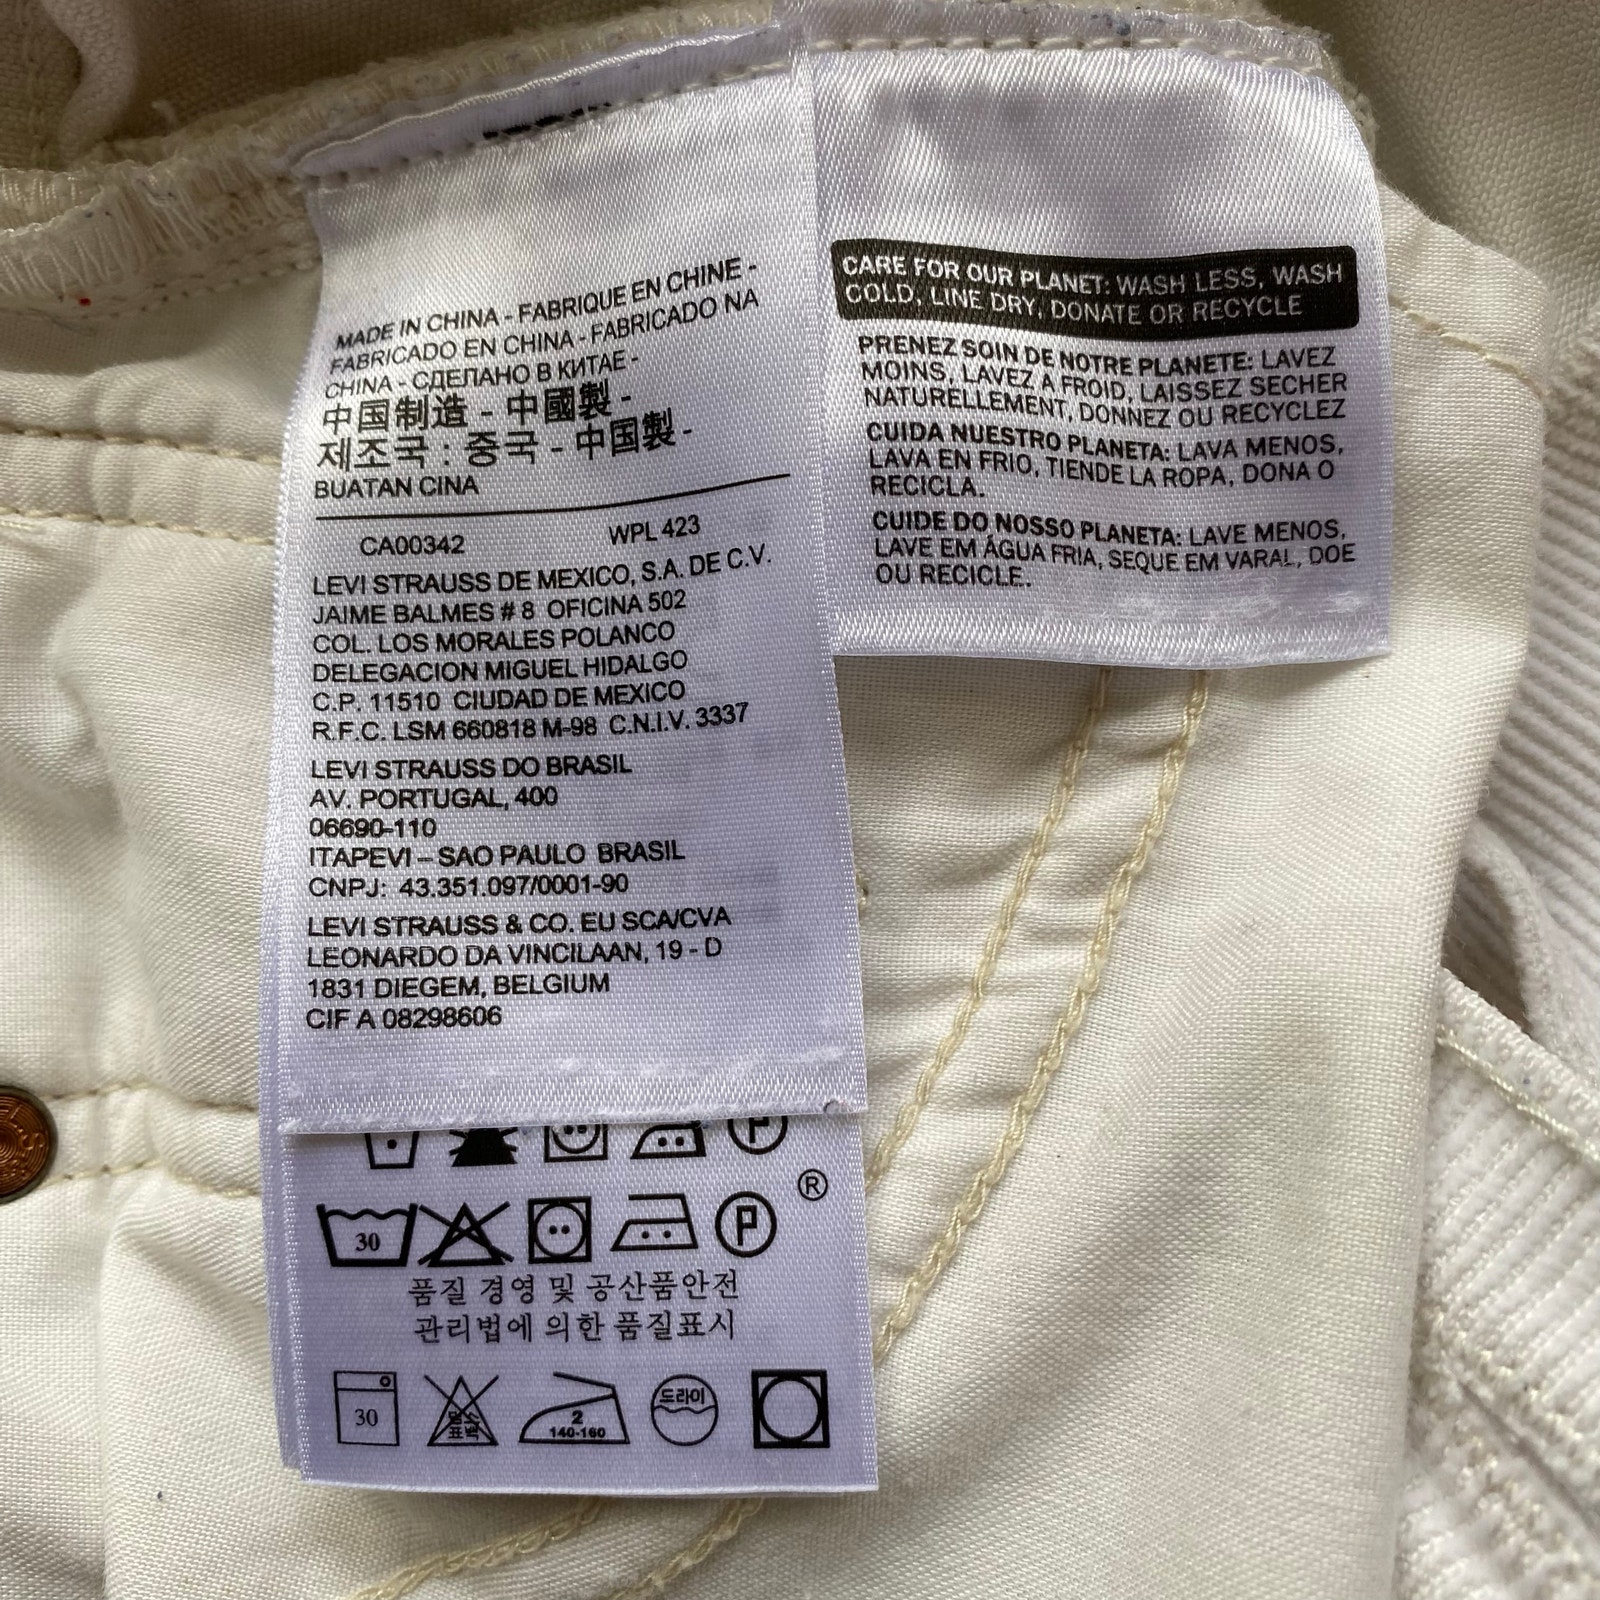 MADE IN CHINA - FABRIQUE EN CHINE -
FABRICADO EN CHINA - FABRICADO NA
CHINA - СДЕЛАНО В КИТАЕ -
中国制造 - 中國製 -
제조국 : 중국 - 中国製 -
BUATAN CINA
CA00342 WPL 423
LEVI STRAUSS DE MEXICO, S.A. DE C.V.
JAIME BALMES # 8 OFICINA 502
COL. LOS MORALES POLANCO
DELEGACION MIGUEL HIDALGO
C.P. 11510 CIUDAD DE MEXICO
R.F.C. LSM 660818 M-98 C.N.I.V. 3337
LEVI STRAUSS DO BRASIL
AV. PORTUGAL, 400
06690-110
ITAPEVI – SAO PAULO BRASIL
CNPJ: 43.351.097/0001-90
LEVI STRAUSS & CO. EU SCA/CVA
LEONARDO DA VINCILAAN, 19 - D
1831 DIEGEM, BELGIUM
CIF A 08298606
P
®
30 P
품질 경영 및 공산품안전
관리법에 의한 품질표시
30 염소 2 드라이
표백 140-160
CARE FOR OUR PLANET: WASH LESS, WASH
COLD, LINE DRY, DONATE OR RECYCLE
PRENEZ SOIN DE NOTRE PLANETE: LAVEZ
MOINS, LAVEZ A FROID, LAISSEZ SECHER
NATURELLEMENT, DONNEZ OU RECYCLEZ
CUIDA NUESTRO PLANETA: LAVA MENOS,
LAVA EN FRIO, TIENDE LA ROPA, DONA O
RECICLA.
CUIDE DO NOSSO PLANETA: LAVE MENOS,
LAVE EM ÁGUA FRIA, SEQUE EM VARAL, DOE
OU RECICLE.